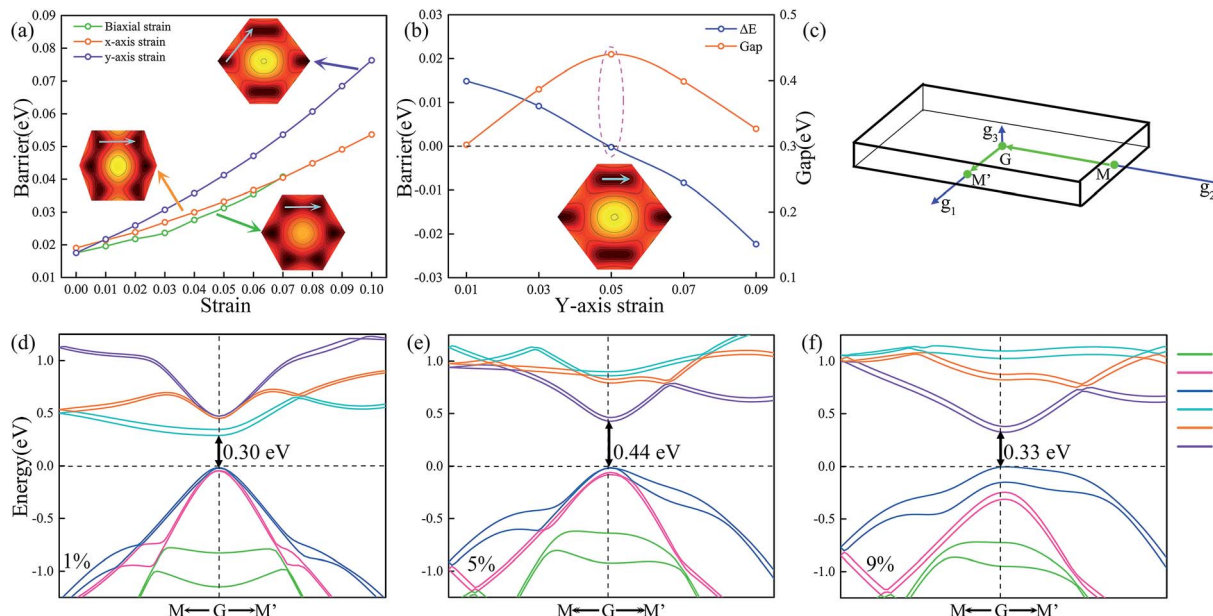 (a)
Barrier(eV)
0.09
0.08
0.07
0.06
0.05
0.04
0.03
0.02
0.01
Biaxial strain
x-axis strain
y-axis strain
0.00 0.01 0.02 0.03 0.04 0.05 0.06 0.07 0.08 0.09 0.10
Strain
(b)
Barrier(eV)
0.03
0.02
0.01
0.00
-0.01
-0.02
-0.03
ΔE
Gap
0.5
0.4
0.3
0.2
0.1
Gap(eV)
0.01 0.03 0.05 0.07 0.09
Y-axis strain
(c)
g3
G
M
M'
g2
g1
(d)
Energy(eV)
1.0
0.5
0.0
-0.5
-1.0
0.30 eV
1%
M G M'
(e)
1.0
0.5
0.0
-0.5
-1.0
0.44 eV
5%
M G M'
(f)
1.0
0.5
0.0
-0.5
-1.0
0.33 eV
9%
M G M'